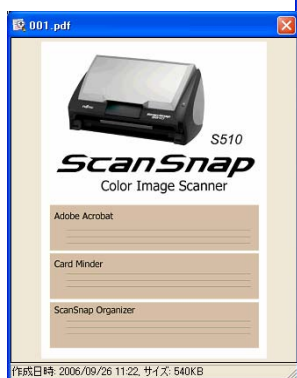 001.pdf
S510
ScanSnap
Color Image Scanner
Adobe Acrobat
Card Minder
ScanSnap Organizer
作成日時: 2006/09/26 11:22, サイズ: 540KB